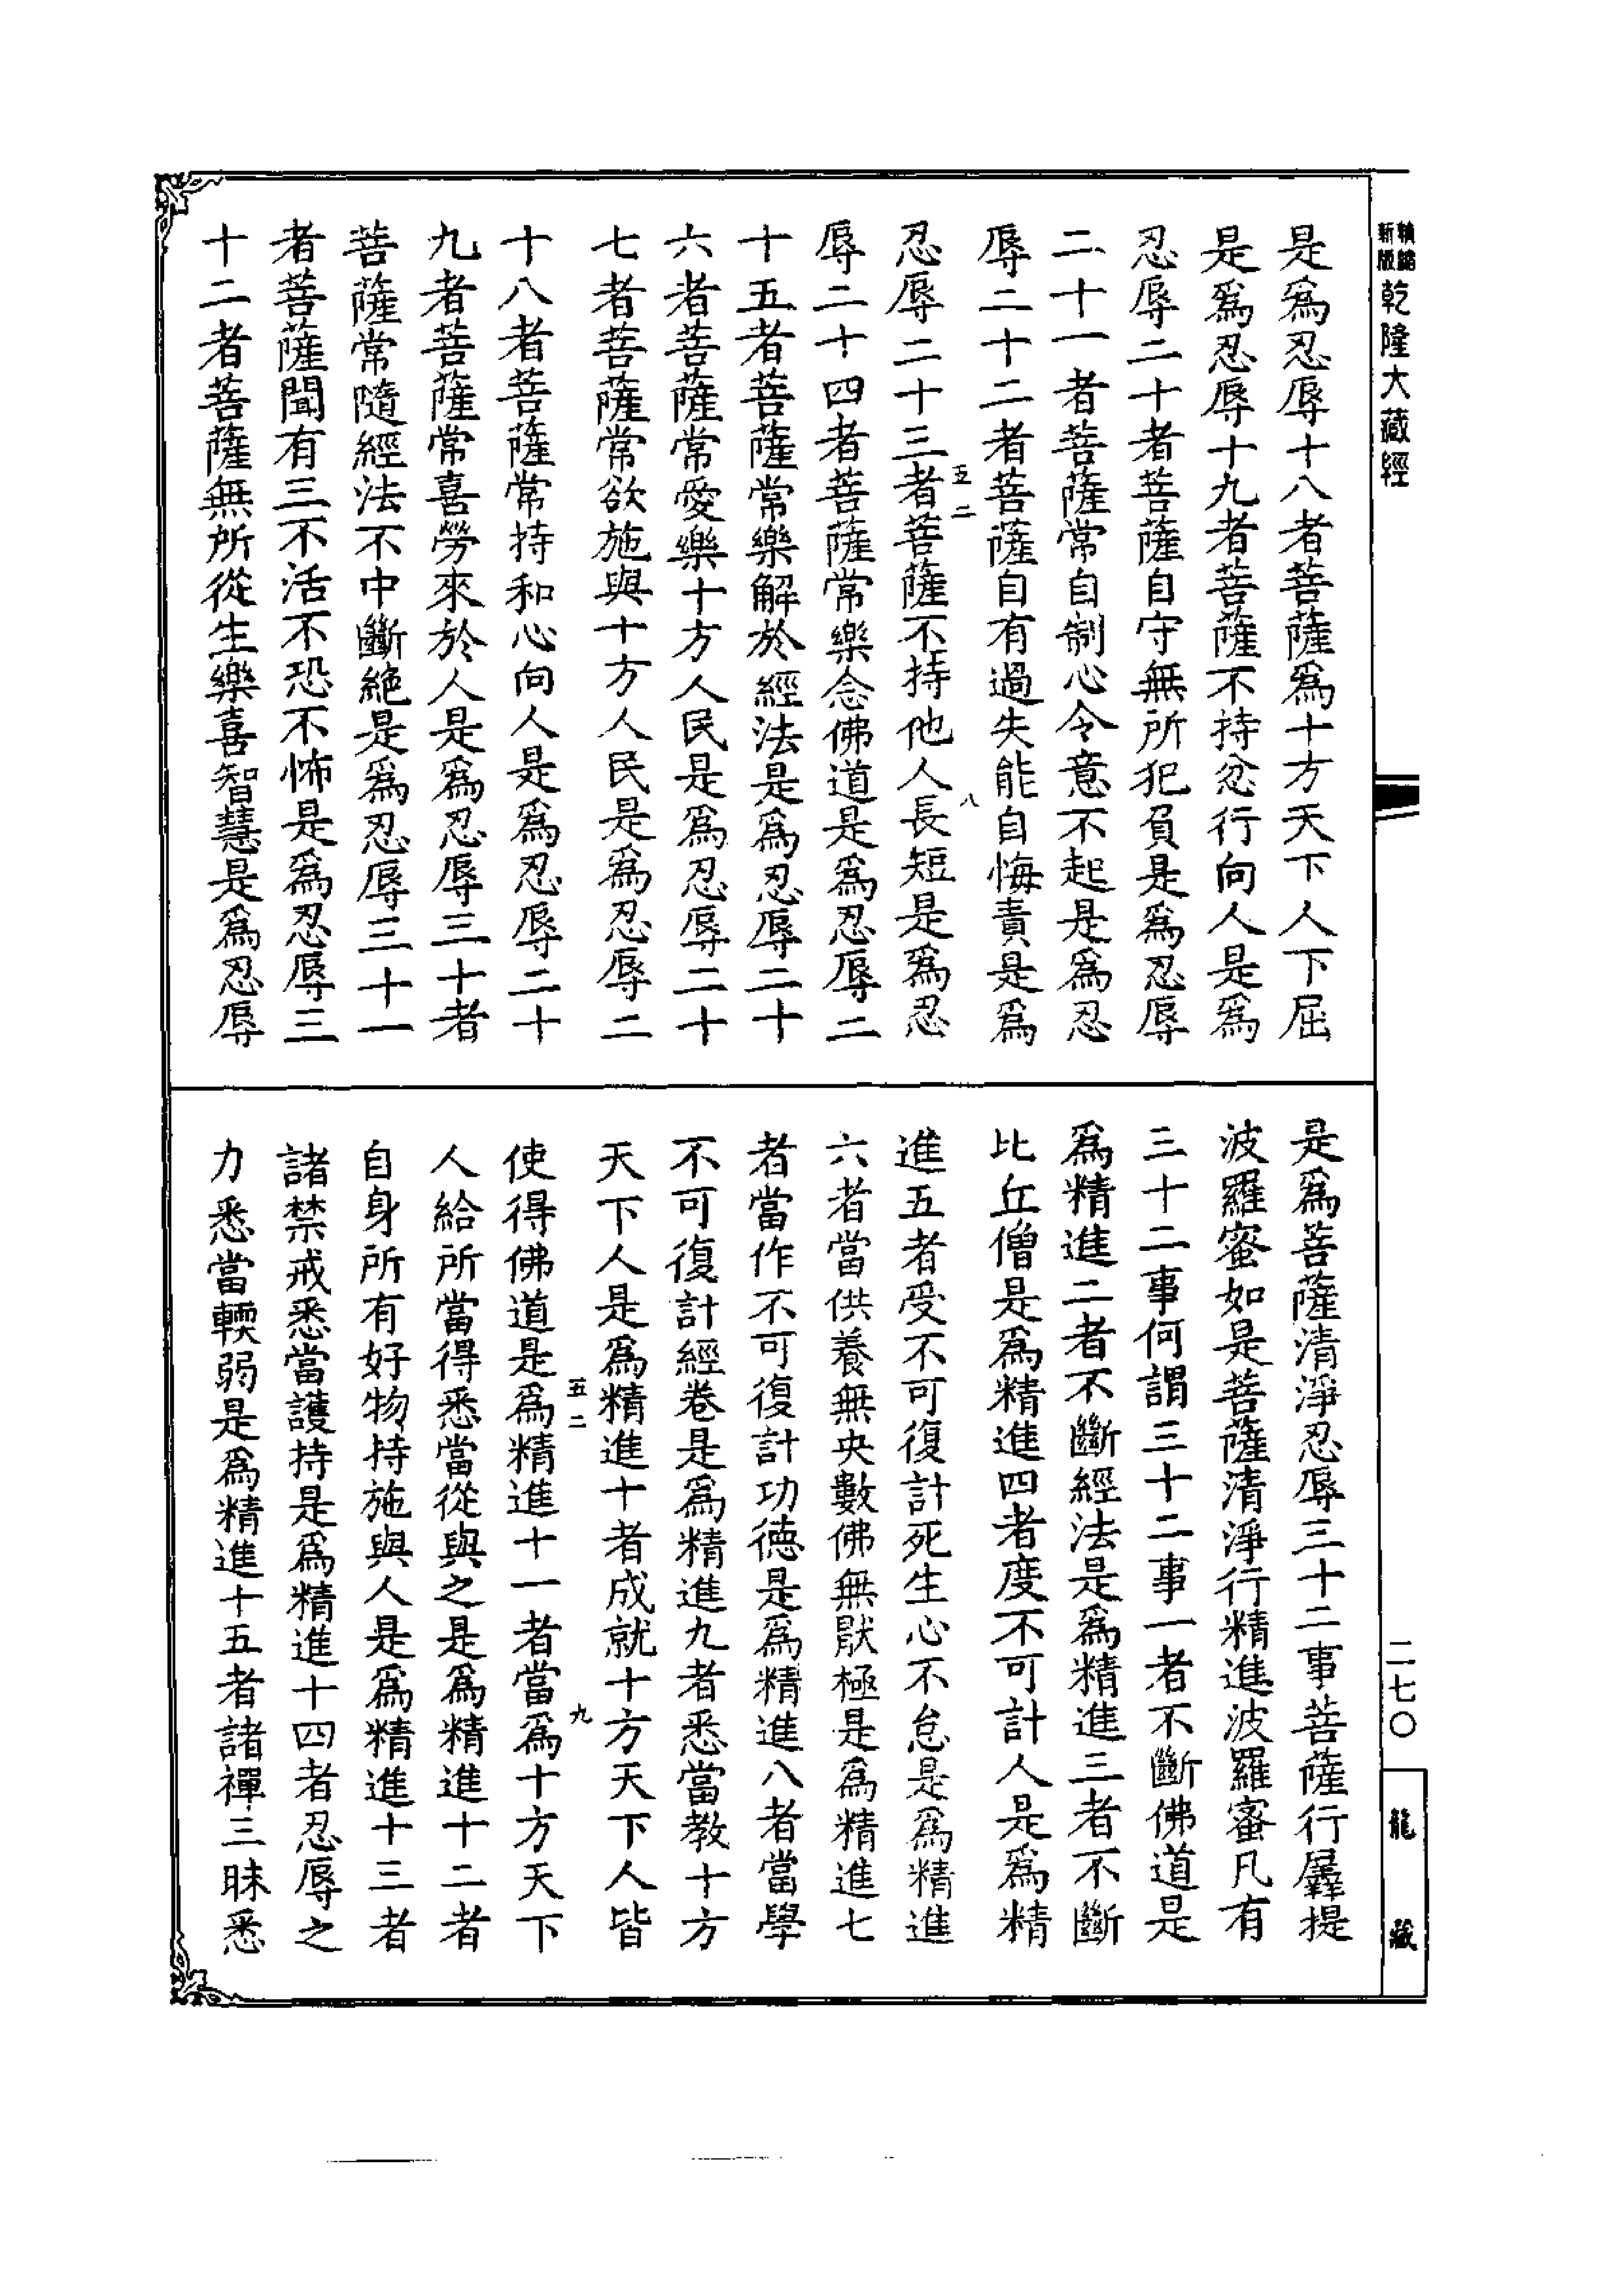 精縮
新版
乾隆大藏經
是爲忍辱十八者菩薩爲十方天下人下屈
是爲忍辱十九者菩薩不持忿行向人是爲
忍辱二十者菩薩自守無所犯負是爲忍辱
二十一者菩薩常自制心令意不起是爲忍
辱二十二者菩薩自有過失能自悔責是爲
五二
八
忍辱二十三者菩薩不持他人長短是爲忍
辱二十四者菩薩常樂念佛道是爲忍辱二
十五者菩薩常樂解於經法是爲忍辱二十
六者菩薩常愛樂十方人民是爲忍辱二十
七者菩薩常欲施與十方人民是爲忍辱二
十八者菩薩常持和心向人是爲忍辱二十
九者菩薩常喜勞來於人是爲忍辱三十者
菩薩常隨經法不中斷絶是爲忍辱三十一
者菩薩聞有三不活不恐不怖是爲忍辱三
十二者菩薩無所從生樂喜智慧是爲忍辱
是爲菩薩清淨忍辱三十二事菩薩行羼提
波羅蜜如是菩薩清淨行精進波羅蜜凡有
三十二事何謂三十二事一者不斷佛道是
爲精進二者不斷經法是爲精進三者不斷
比丘僧是爲精進四者度不可計人是爲精
進五者受不可復計死生心不怠是爲精進
六者當供養無央數佛無猒極是爲精進七
者當作不可復計功德是爲精進八者當學
不可復計經卷是爲精進九者悉當教十方
天下人是爲精進十者成就十方天下人皆
五二
九
使得佛道是爲精進十一者當爲十方天下
人給所當得悉當從與之是爲精進十二者
自身所有好物持施與人是爲精進十三者
諸禁戒悉當護持是爲精進十四者忍辱之
力悉當輭弱是爲精進十五者諸禪三昧悉
二七〇
龍藏